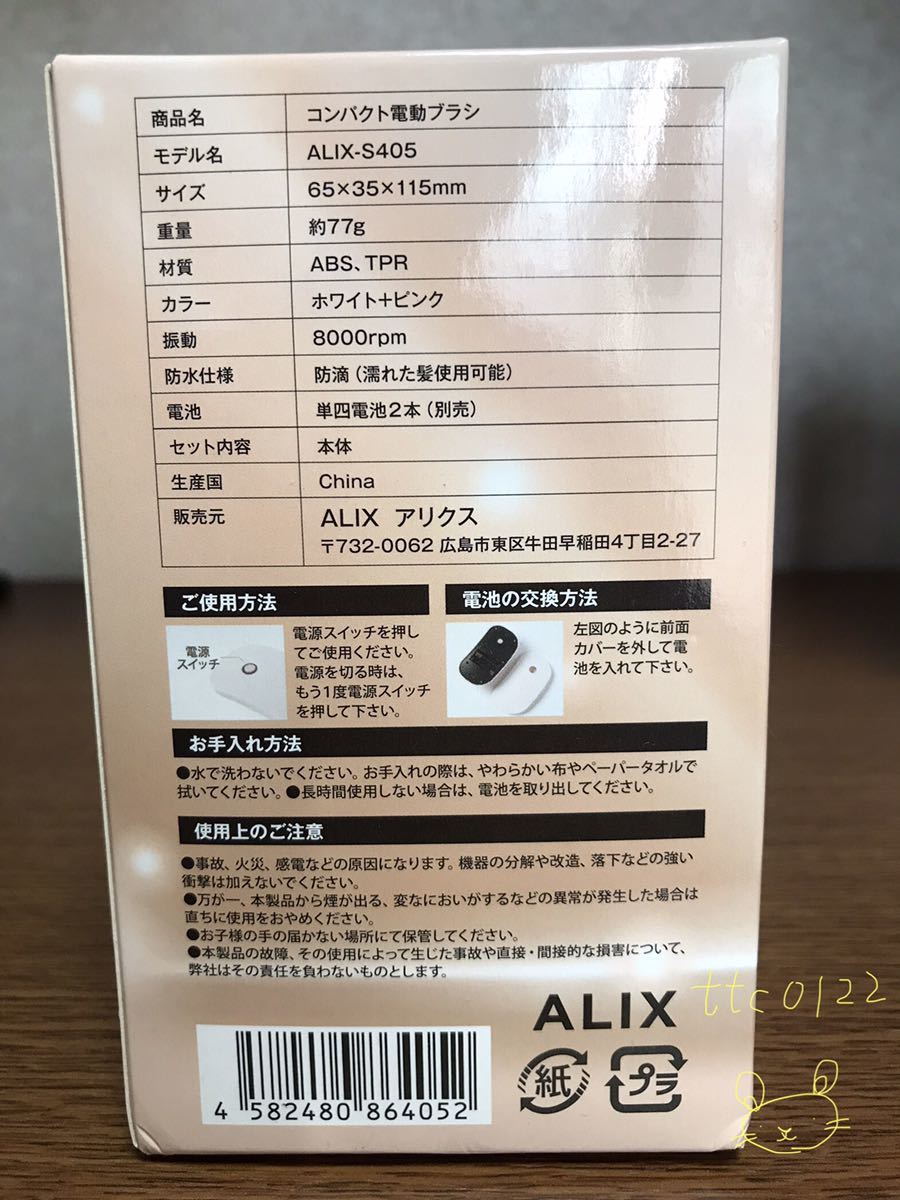 商品名 コンパクト電動ブラシ
モデル名 ALIX-S405
サイズ 65×35×115mm
重量 約77g
材質 ABS、TPR
カラー ホワイト+ピンク
振動 8000rpm
防水仕様 防滴（濡れた髪使用可能）
電池 単四電池2本（別売）
セット内容 本体
生産国 China
販売元 ALIX アリクス
〒732-0062 広島市東区牛田早稲田4丁目2-27
ご使用方法
電源
スイッチ
電源スイッチを押し
てご使用ください。
電源を切る時は、
もう1度電源スイッチ
を押して下さい。
電池の交換方法
左図のように前面
カバーを外して電
池を入れて下さい。
お手入れ方法
●水で洗わないでください。お手入れの際は、やわらかい布やペーパータオルで
拭いてください。●長時間使用しない場合は、電池を取り出してください。
使用上のご注意
●事故、火災、感電などの原因になります。機器の分解や改造、落下などの強い
衝撃は加えないでください。
●万が一、本製品から煙が出る、変なにおいがするなどの異常が発生した場合は
直ちに使用をおやめください。
●お子様の手の届かない場所にて保管してください。
●本製品の故障、その使用によって生じた事故や直接・間接的な損害について、
弊社はその責任を負わないものとします。
ALIX
ttc0122
紙
プラ
4 582480 864052